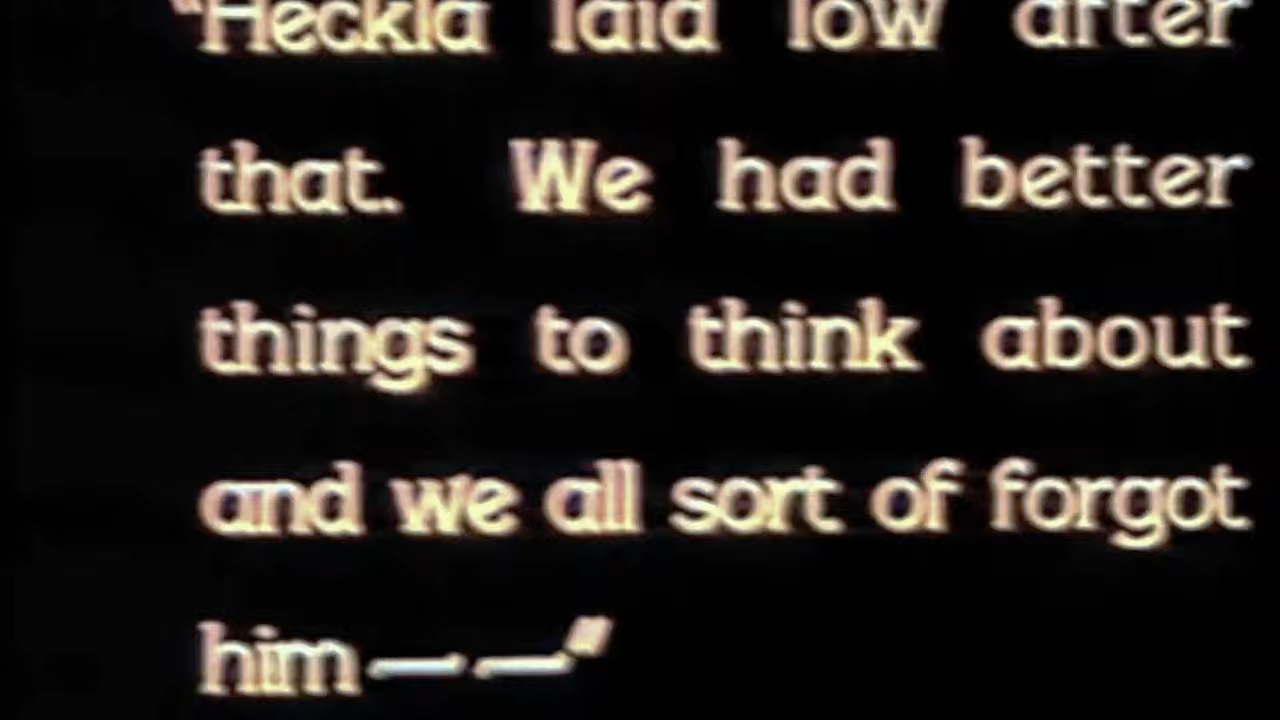 "Heckla laid low after
that. We had better
things to think about
and we all sort of forgot
him — —"